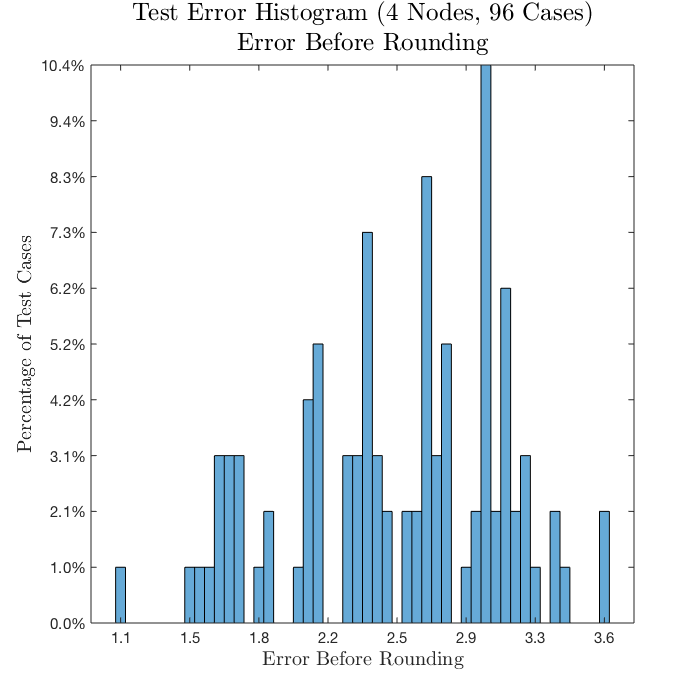 Test Error Histogram (4 Nodes, 96 Cases)
Error Before Rounding
Percentage of Test Cases
10.4%
9.4%
8.3%
7.3%
6.2%
5.2%
4.2%
3.1%
2.1%
1.0%
0.0%
1.1 1.5 1.8 2.2 2.5 2.9 3.3 3.6
Error Before Rounding